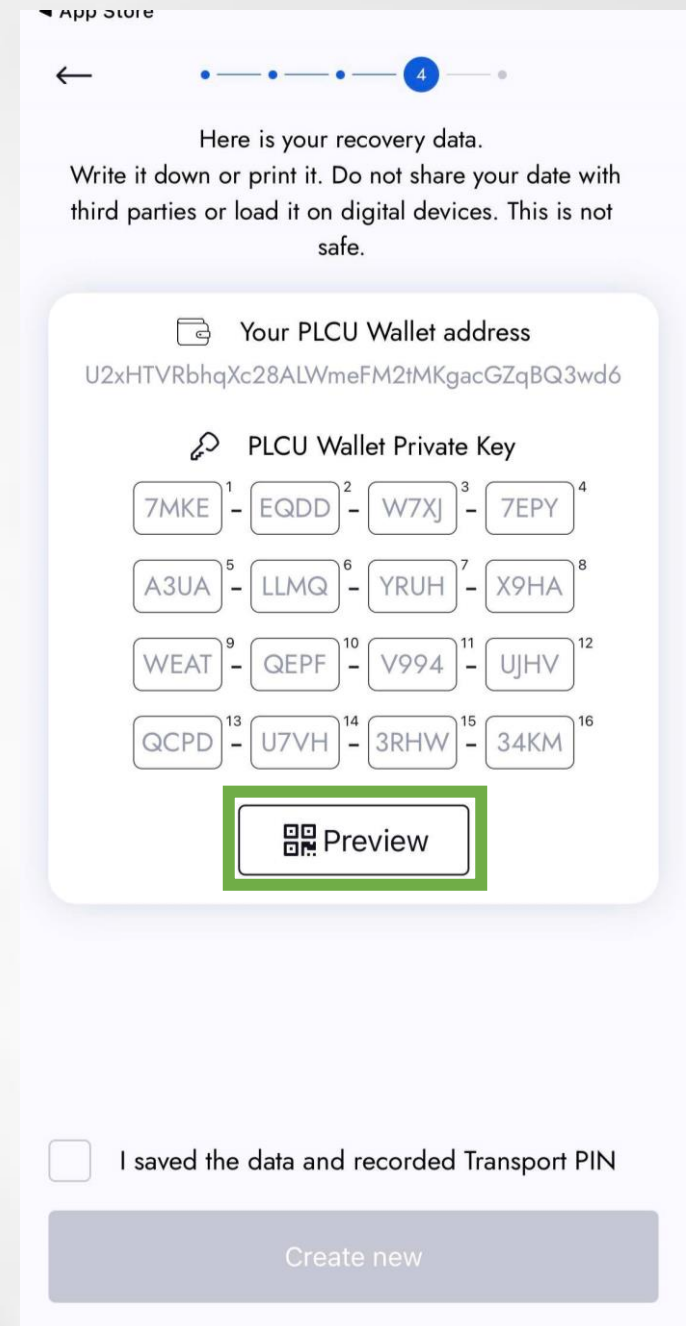 App Store
4
Here is your recovery data.
Write it down or print it. Do not share your date with
third parties or load it on digital devices. This is not
safe.
Your PLCU Wallet address
U2xHTVRbhqXc28ALWmeFM2tMKgacGZqBQ3wd6
PLCU Wallet Private Key
7MKE 1 - EQDD 2 - W7XJ 3 - 7EPY 4
A3UA 5 - LLMQ 6 - YRUH 7 - X9HA 8
WEAT 9 - QEPF 10 - V994 11 - UJHV 12
QCPD 13 - U7VH 14 - 3RHW 15 - 34KM 16
Preview
I saved the data and recorded Transport PIN
Create new